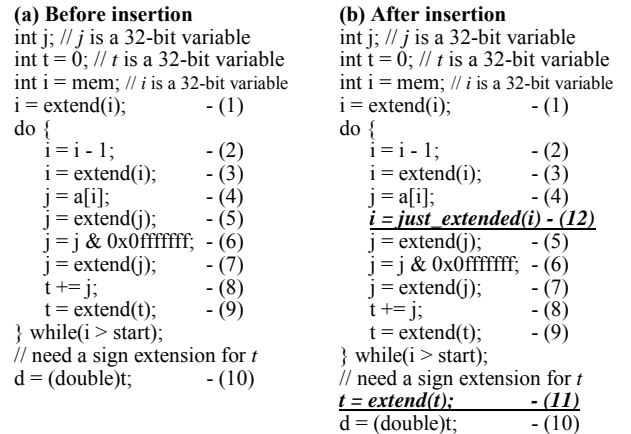 (a) Before insertion
int j; // j is a 32-bit variable
int t = 0; // t is a 32-bit variable
int i = mem; // i is a 32-bit variable
i = extend(i); - (1)
do {
i = i - 1; - (2)
i = extend(i); - (3)
j = a[i]; - (4)
j = extend(j); - (5)
j = j & 0x0fffffff; - (6)
j = extend(j); - (7)
t += j; - (8)
t = extend(t); - (9)
} while(i > start);
// need a sign extension for t
d = (double)t; - (10)
(b) After insertion
int j; // j is a 32-bit variable
int t = 0; // t is a 32-bit variable
int i = mem; // i is a 32-bit variable
i = extend(i); - (1)
do {
i = i - 1; - (2)
i = extend(i); - (3)
j = a[i]; - (4)
i = just_extended(i) - (12)
j = extend(j); - (5)
j = j & 0x0fffffff; - (6)
j = extend(j); - (7)
t += j; - (8)
t = extend(t); - (9)
} while(i > start);
// need a sign extension for t
t = extend(t); - (11)
d = (double)t; - (10)